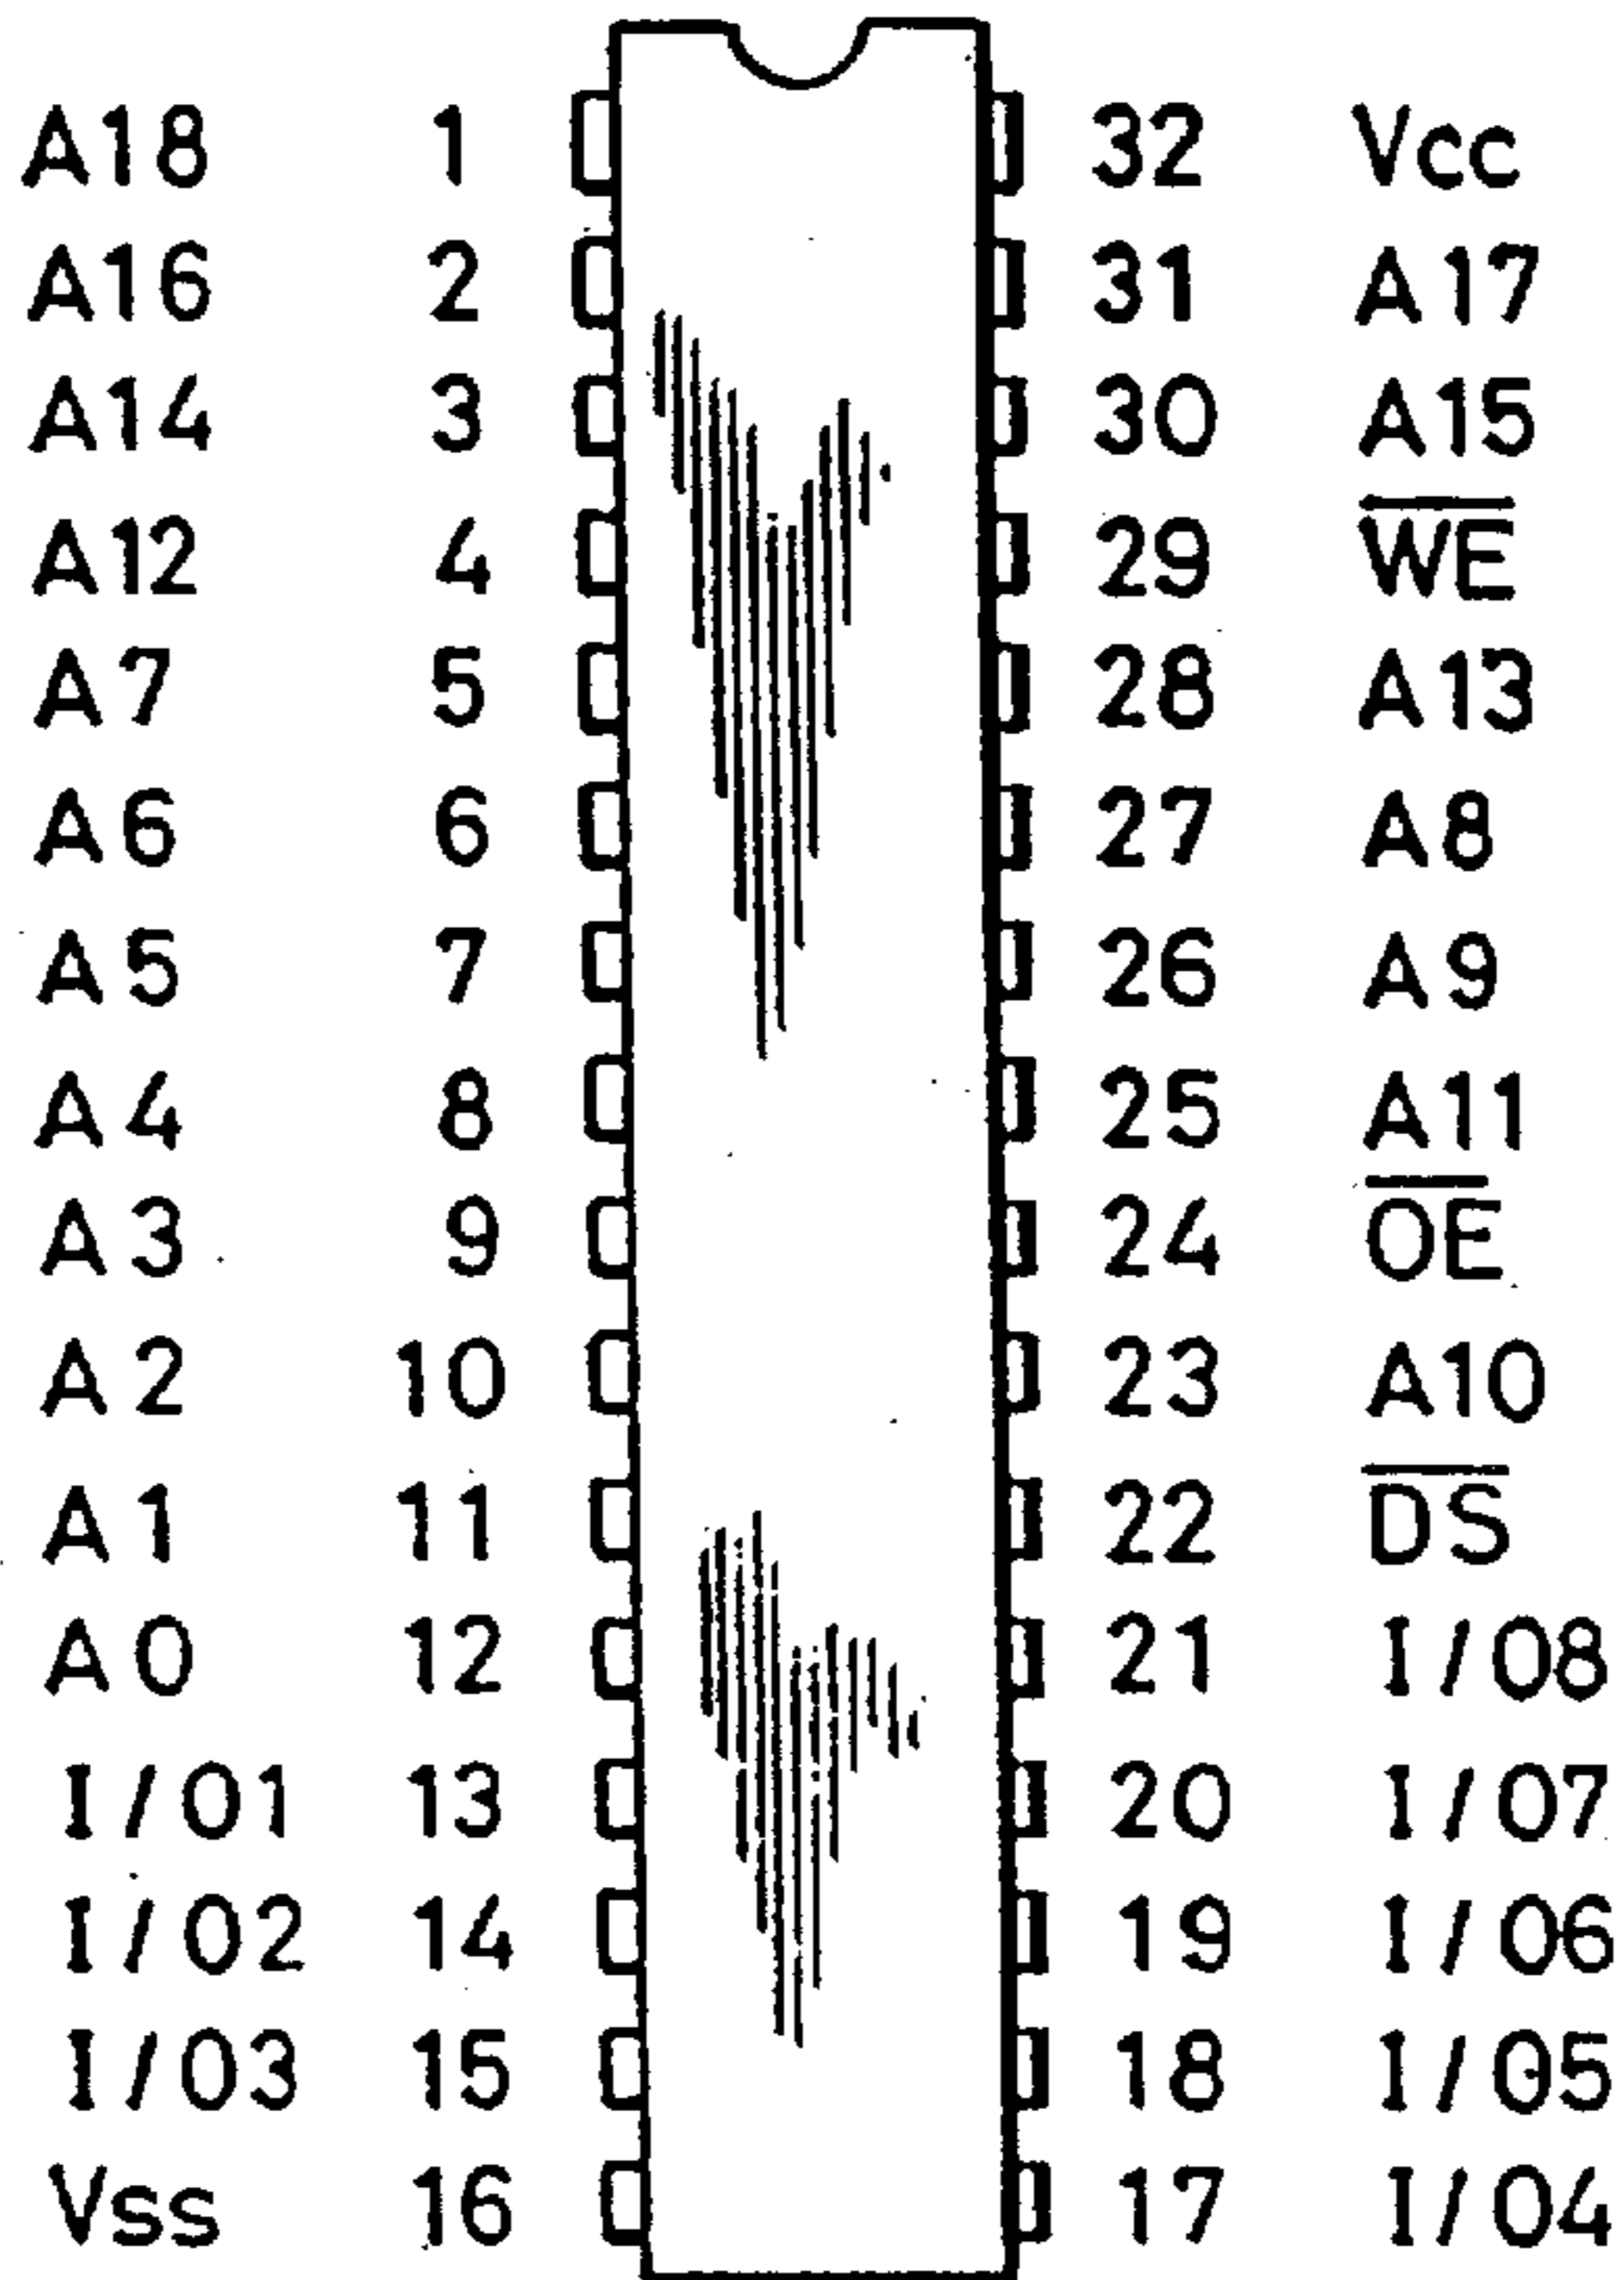 A18 1 32 Vcc
A16 2 31 A17
A14 3 30 A15
A12 4 29 W̅E̅
A7 5 28 A13
A6 6 27 A8
A5 7 26 A9
A4 8 25 A11
A3 9 24 O̅E̅
A2 10 23 A10
A1 11 22 D̅S̅
A0 12 21 I/08
I/01 13 20 I/07
I/02 14 19 I/06
I/03 15 18 I/05
Vss 16 17 I/04